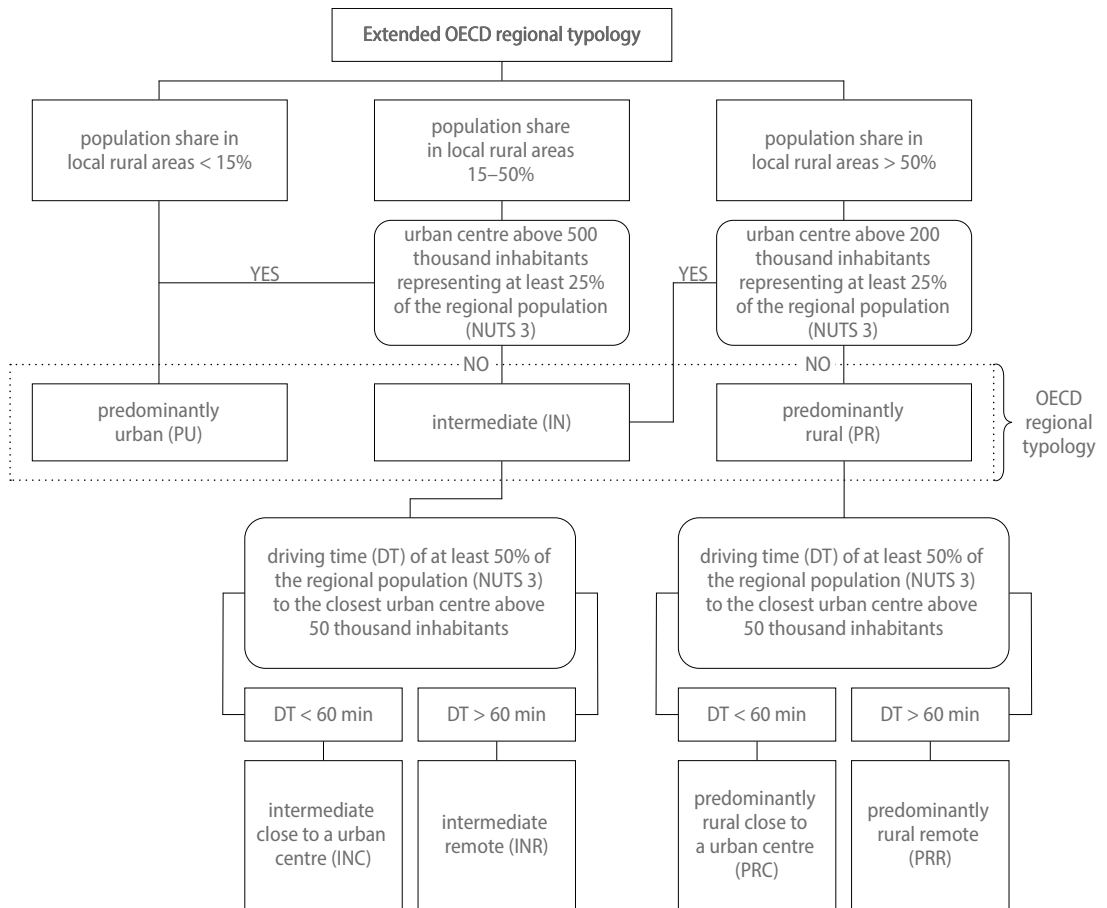 Extended OECD regional typology
population share in
local rural areas < 15%
population share
in local rural areas
15–50%
population share in
local rural areas > 50%
urban centre above 500
thousand inhabitants
representing at least 25%
of the regional population
(NUTS 3)
urban centre above 200
thousand inhabitants
representing at least 25%
of the regional population
(NUTS 3)
YES
YES
NO
NO
predominantly
urban (PU)
intermediate (IN)
predominantly
rural (PR)
OECD
regional
typology
driving time (DT) of at least 50% of
the regional population (NUTS 3)
to the closest urban centre above
50 thousand inhabitants
driving time (DT) of at least 50% of
the regional population (NUTS 3)
to the closest urban centre above
50 thousand inhabitants
DT < 60 min
DT > 60 min
DT < 60 min
DT > 60 min
intermediate
close to a urban
centre (INC)
intermediate
remote (INR)
predominantly
rural close to
a urban centre
(PRC)
predominantly
rural remote
(PRR)